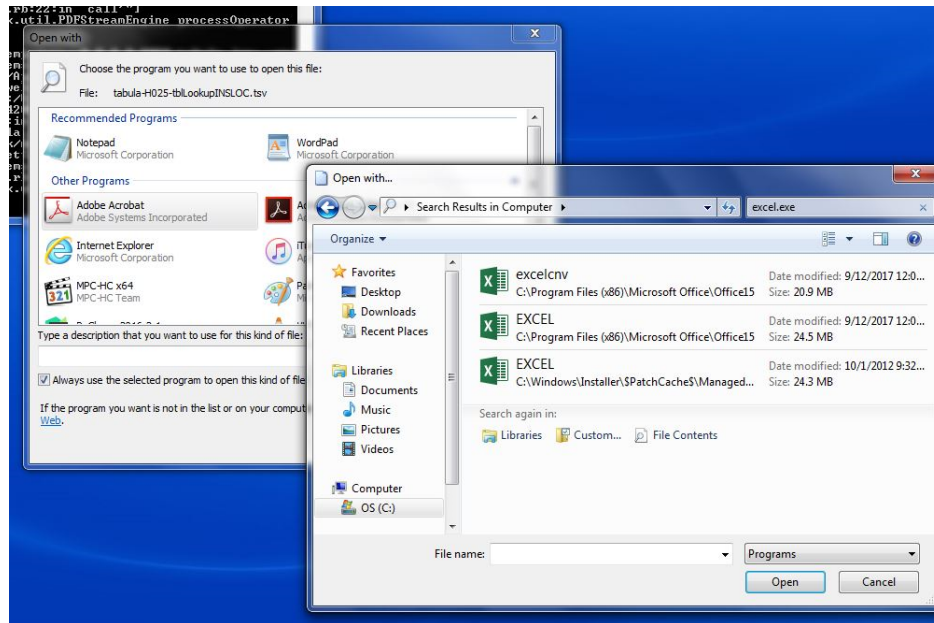 .rb:22:in `call'"]
k.util.PDFStreamEngine processOperator
Open with
Choose the program you want to use to open this file:
File: tabula-H025-tblLookupINSLOC.tsv
Recommended Programs
Notepad
Microsoft Corporation
WordPad
Microsoft Corporation
Other Programs
Adobe Acrobat
Adobe Systems Incorporated
Internet Explorer
Microsoft Corporation
MPC-HC x64
MPC-HC Team
Type a description that you want to use for this kind of file:
Always use the selected program to open this kind of file
If the program you want is not in the list or on your comput
Web.
Open with...
Search Results in Computer
excel.exe
Organize
Favorites
Desktop
Downloads
Recent Places
Libraries
Documents
Music
Pictures
Videos
Computer
OS (C:)
excelcnv
C:\Program Files (x86)\Microsoft Office\Office15
Date modified: 9/12/2017 12:0...
Size: 20.9 MB
EXCEL
C:\Program Files (x86)\Microsoft Office\Office15
Date modified: 9/12/2017 12:0...
Size: 24.5 MB
EXCEL
C:\Windows\Installer\$PatchCache$\Managed...
Date modified: 10/1/2012 9:32...
Size: 24.3 MB
Search again in:
Libraries Custom... File Contents
File name:
Programs
Open Cancel